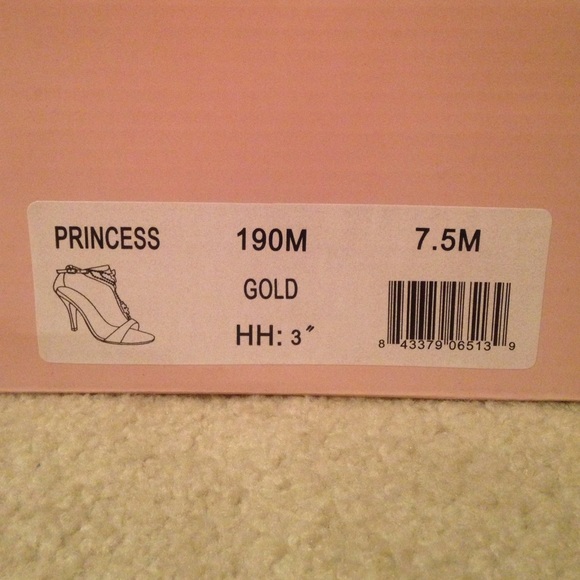 PRINCESS 190M 7.5M
GOLD
HH: 3"
8 43379 06513 9